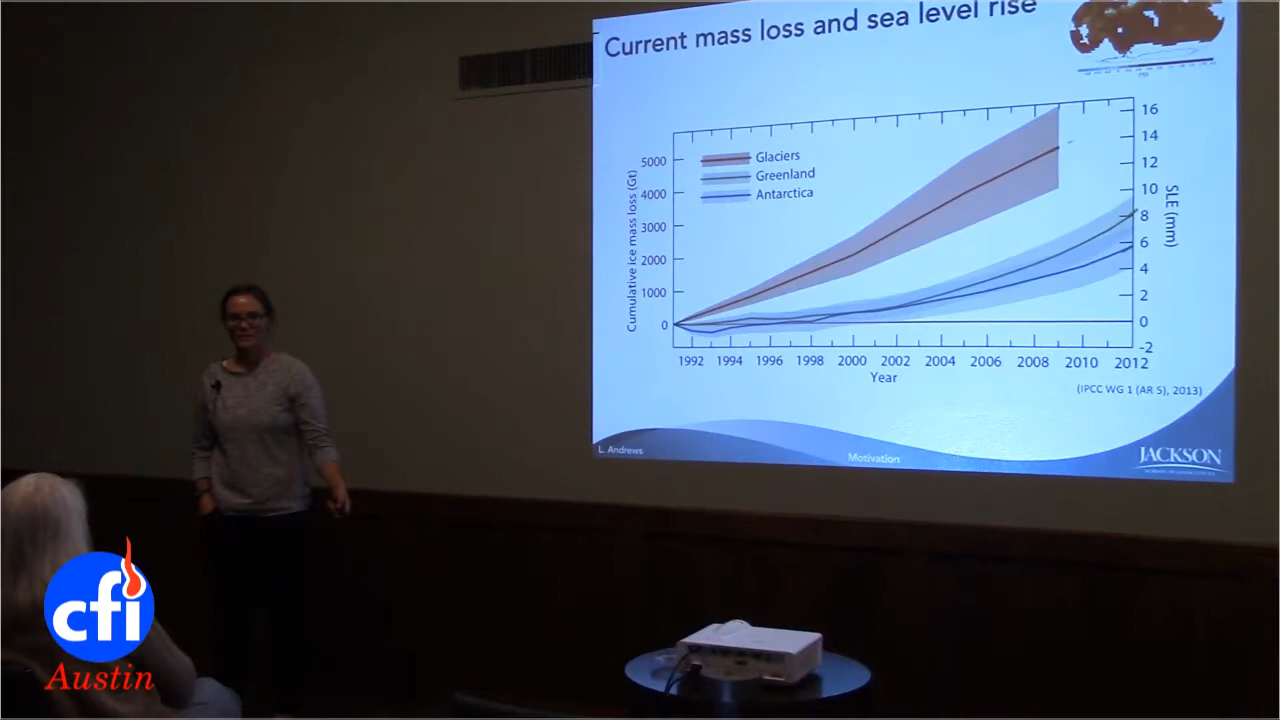 Current mass loss and sea level rise
Glaciers
Greenland
Antarctica
Cumulative ice mass loss (Gt)
5000
4000
3000
2000
1000
0
16
14
12
10
8
6
4
2
0
-2
SLE (mm)
1992 1994 1996 1998 2000 2002 2004 2006 2008 2010 2012
Year
(IPCC WG 1 (AR 5), 2013)
L. Andrews
Motivation
JACKSON
cfi
Austin